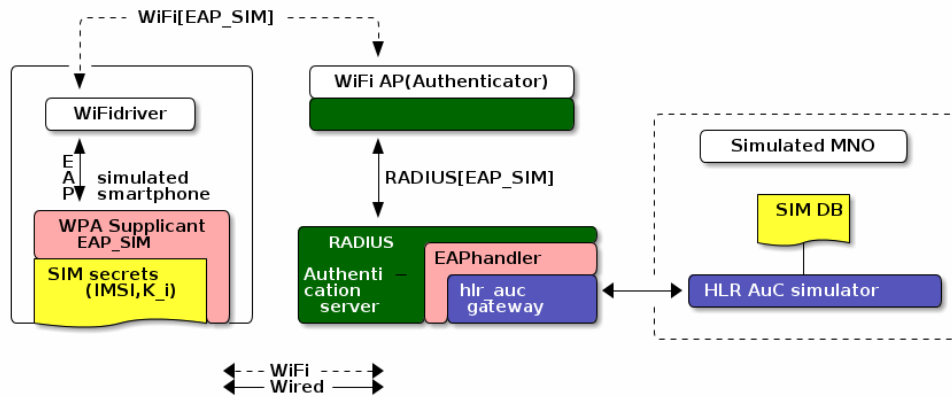 WiFi[EAP_SIM]
WiFidriver
E
A
P
simulated
smartphone
WPA Supplicant
EAP_SIM
SIM secrets
(IMSI,K_i)
WiFi AP(Authenticator)
RADIUS[EAP_SIM]
RADIUS
Authenti –
cation
server
EAPhandler
hlr_auc
gateway
Simulated MNO
SIM DB
HLR AuC simulator
WiFi
Wired